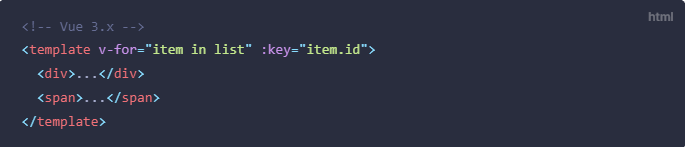 html
<!-- Vue 3.x -->
<template v-for="item in list" :key="item.id">
  <div>...</div>
  <span>...</span>
</template>